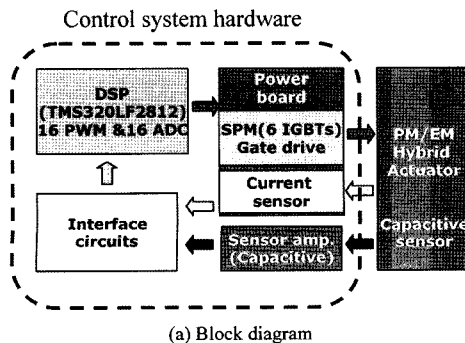 Control system hardware
DSP
(TMS320LF2812)
16 PWM &16 ADC
Power
board
SPM(6 IGBTs)
Gate drive
Current
sensor
PM/EM
Hybrid
Actuator
Interface
circuits
Sensor amp.
(Capacitive)
Capacitive
sensor
(a) Block diagram